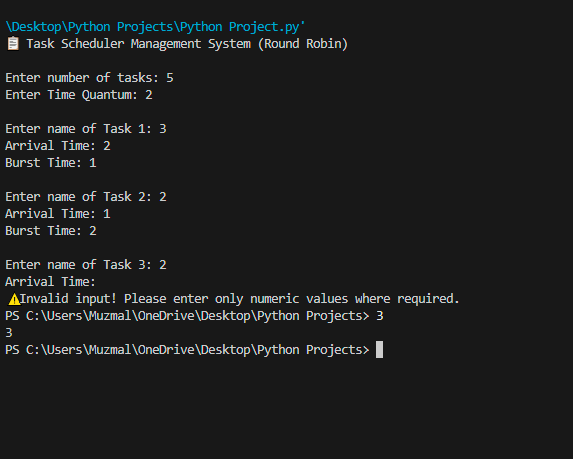 \Desktop\Python Projects\Python Project.py'
📋 Task Scheduler Management System (Round Robin)
Enter number of tasks: 5
Enter Time Quantum: 2
Enter name of Task 1: 3
Arrival Time: 2
Burst Time: 1
Enter name of Task 2: 2
Arrival Time: 1
Burst Time: 2
Enter name of Task 3: 2
Arrival Time:
⚠️Invalid input! Please enter only numeric values where required.
PS C:\Users\Muzmal\OneDrive\Desktop\Python Projects> 3
3
PS C:\Users\Muzmal\OneDrive\Desktop\Python Projects>